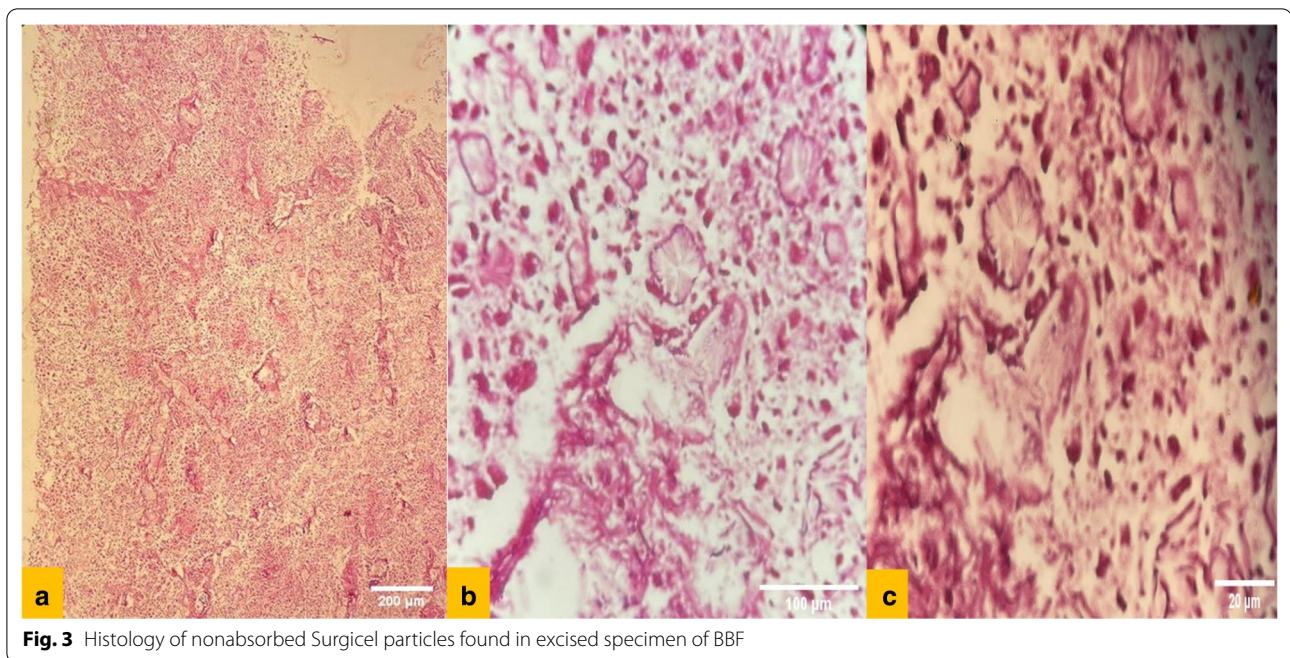 200 µm
100 µm
20 µm
a
b
c
Fig. 3 Histology of nonabsorbed Surgicel particles found in excised specimen of BBF